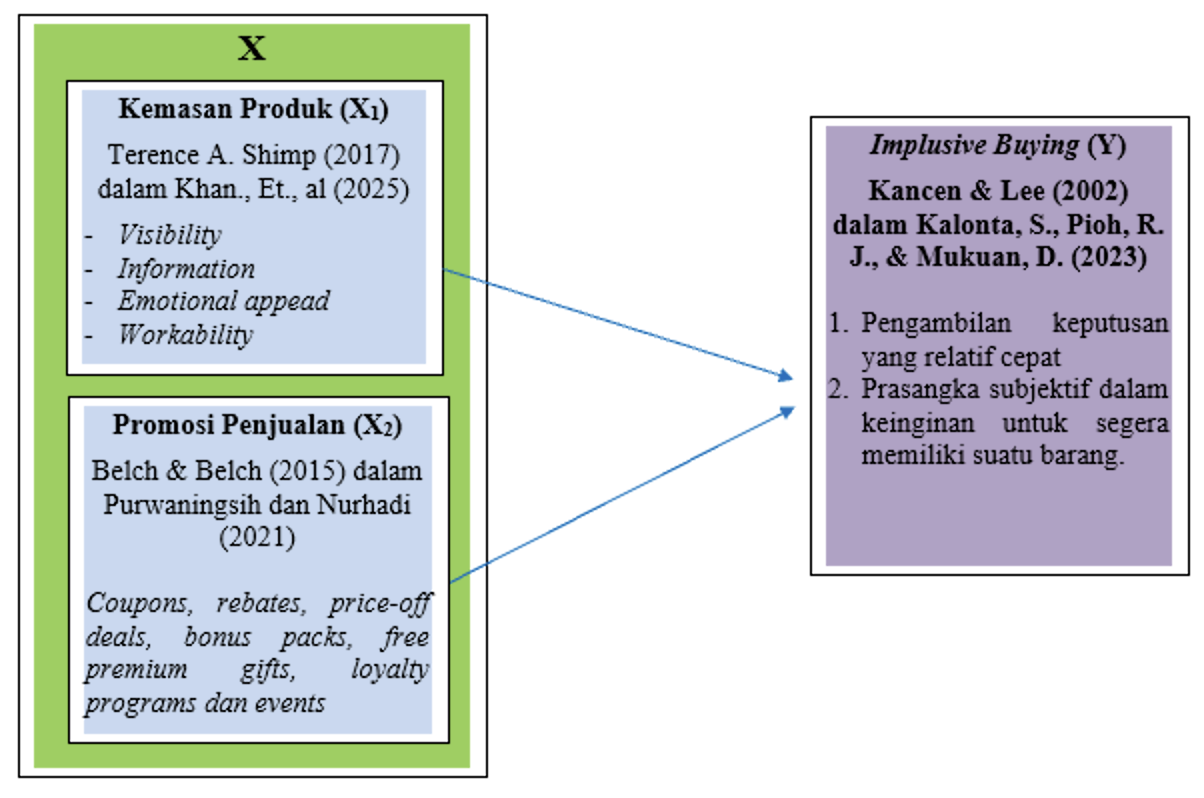 X
Kemasan Produk (X₁)
Terence A. Shimp (2017)
dalam Khan., Et., al (2025)
- Visibility
- Information
- Emotional appead
- Workability
Promosi Penjualan (X₂)
Belch & Belch (2015) dalam
Purwaningsih dan Nurhadi
(2021)
Coupons, rebates, price-off
deals, bonus packs, free
premium gifts, loyalty
programs dan events
Implusive Buying (Y)
Kancen & Lee (2002)
dalam Kalonta, S., Pioh, R.
J., & Mukuan, D. (2023)
1. Pengambilan keputusan
yang relatif cepat
2. Prasangka subjektif dalam
keinginan untuk segera
memiliki suatu barang.